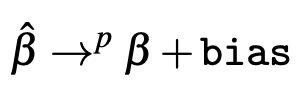 β̂ →ᵖ β + bias